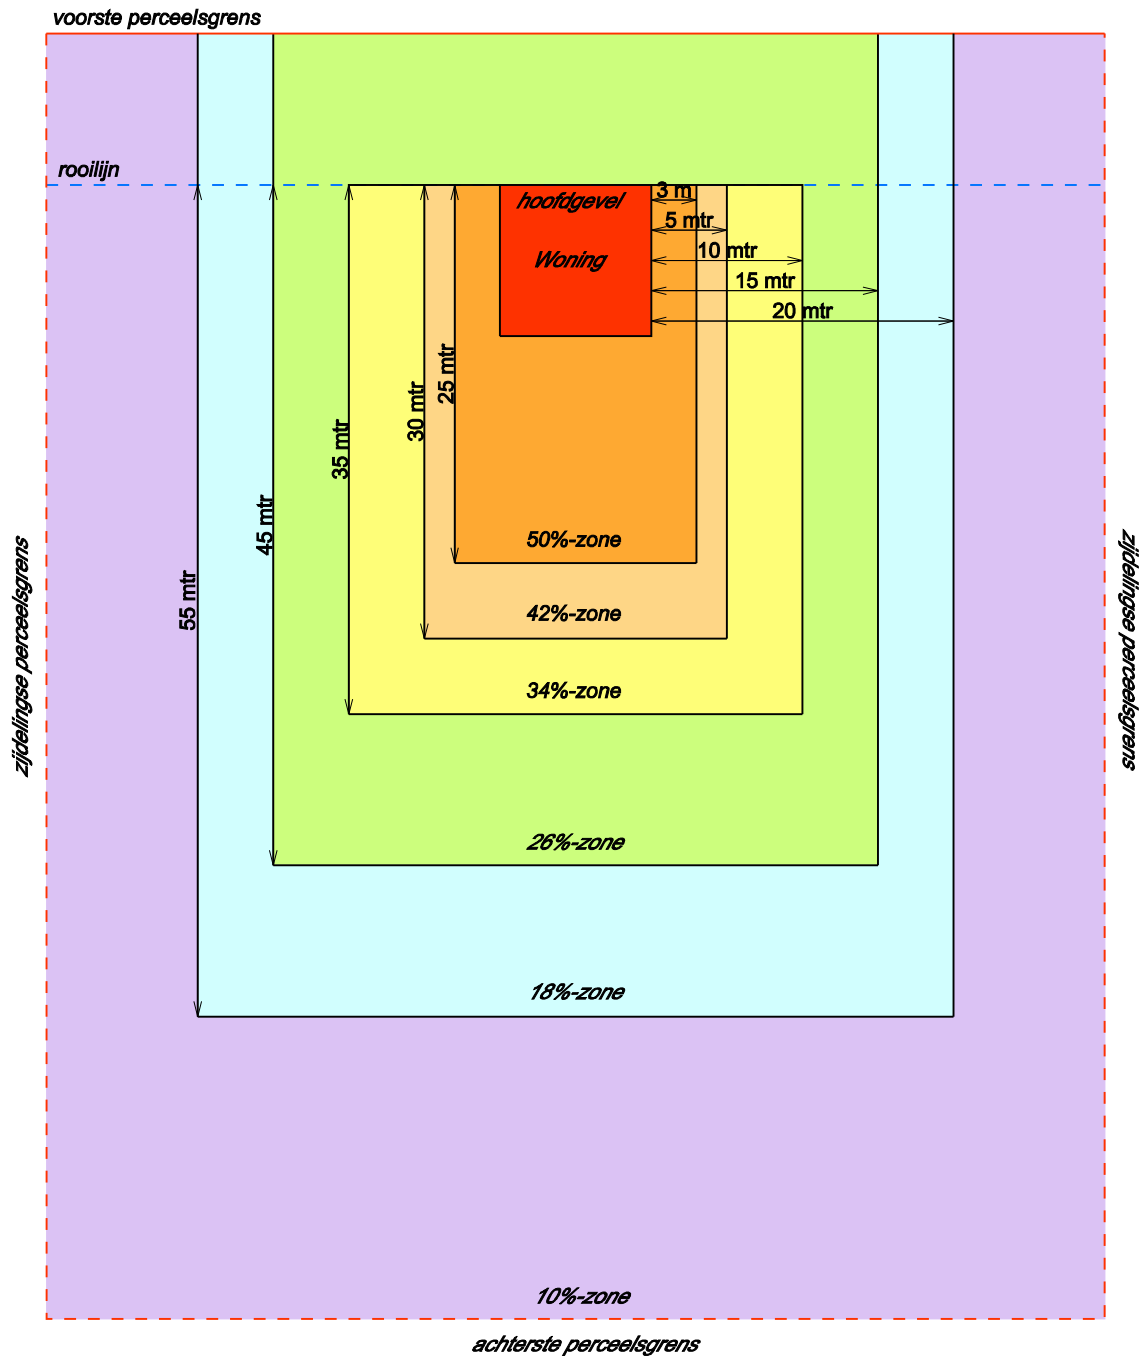 voorste perceelsgrens
rooilijn
hoofdgevel
3 m
5 mtr
Woning
10 mtr
15 mtr
20 mtr
25 mtr
30 mtr
35 mtr
45 mtr
55 mtr
50%-zone
42%-zone
34%-zone
26%-zone
18%-zone
10%-zone
zijdelingse perceelsgrens
zijdelingse perceelsgrens
achterste perceelsgrens